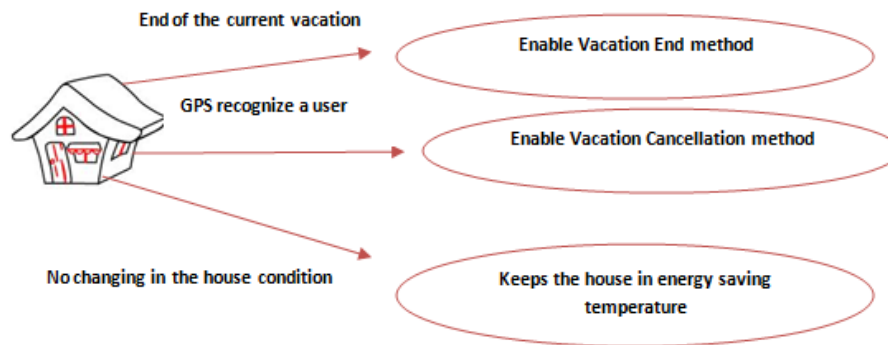 End of the current vacation
Enable Vacation End method
GPS recognize a user
Enable Vacation Cancellation method
No changing in the house condition
Keeps the house in energy saving
temperature